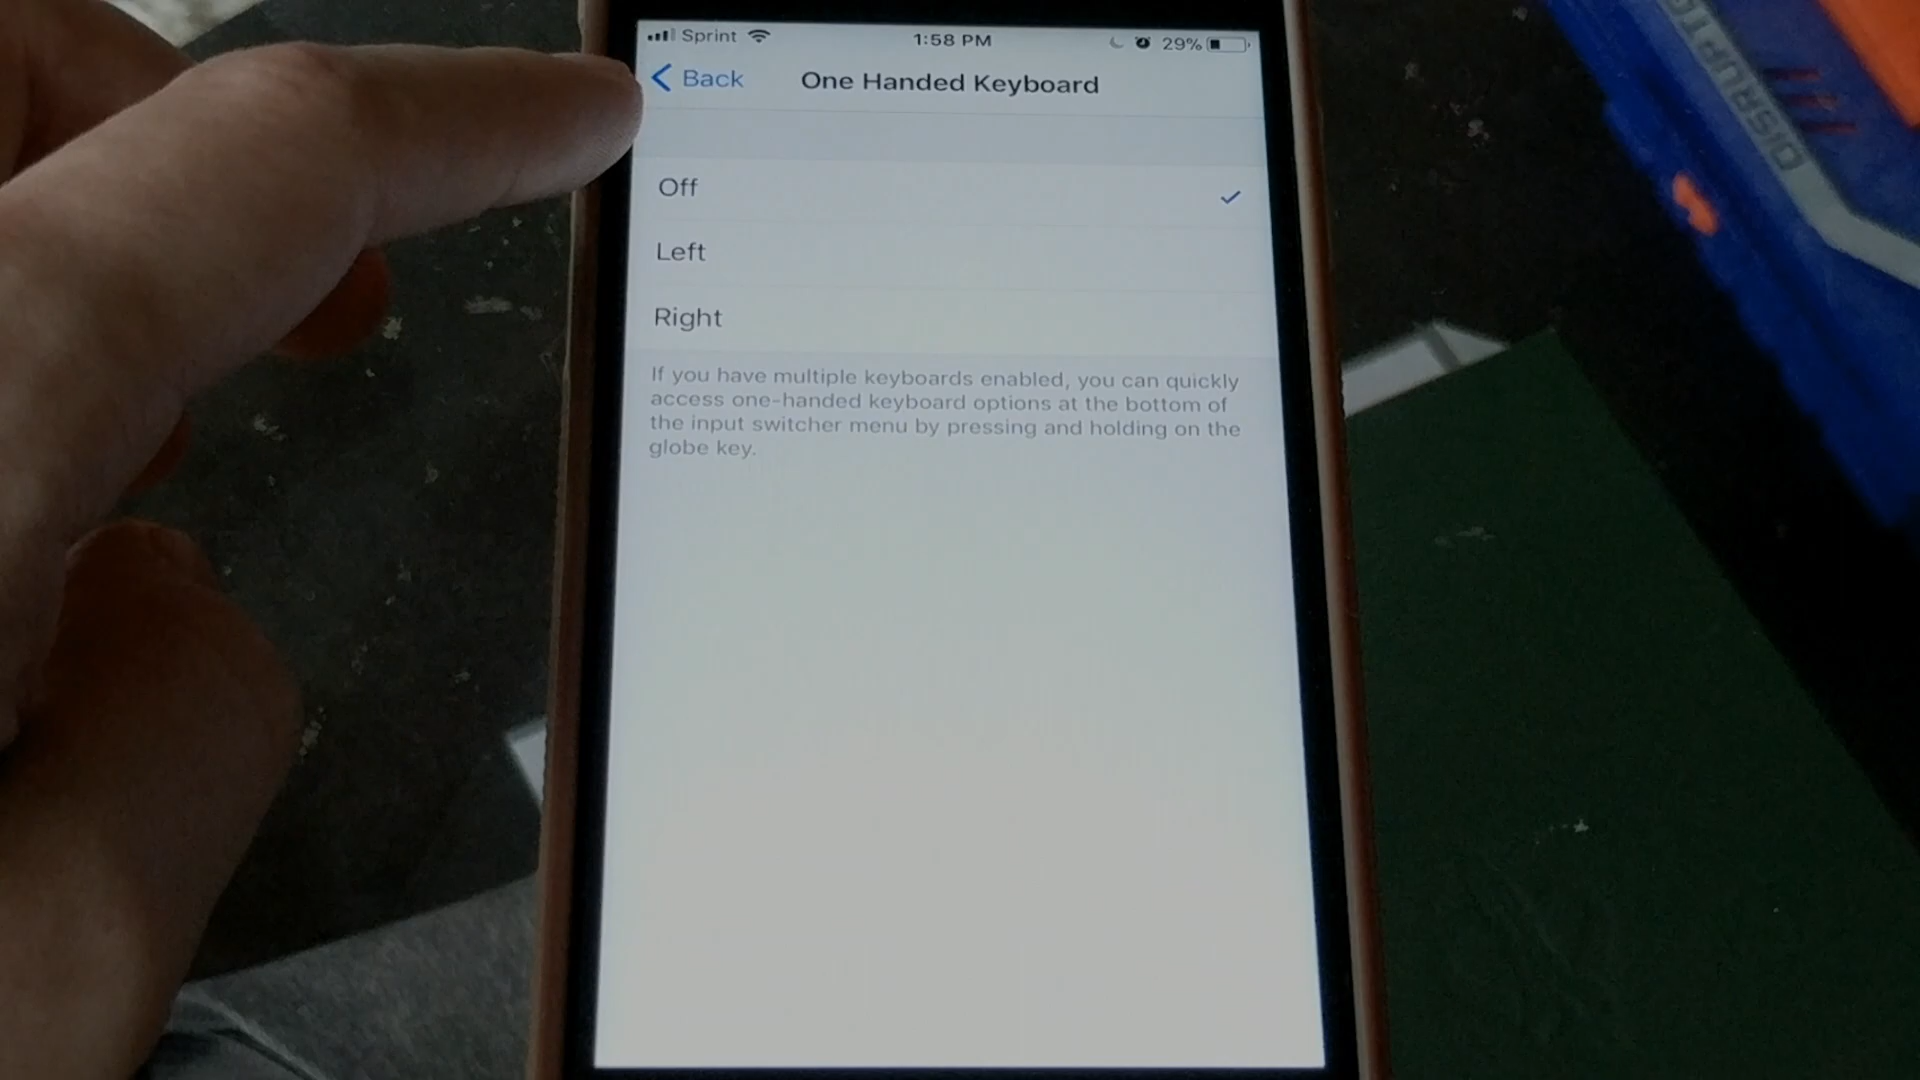 Sprint 1:58 PM 29%
Back One Handed Keyboard
Off
Left
Right
If you have multiple keyboards enabled, you can quickly
access one-handed keyboard options at the bottom of
the input switcher menu by pressing and holding on the
globe key.
DISRUPTO